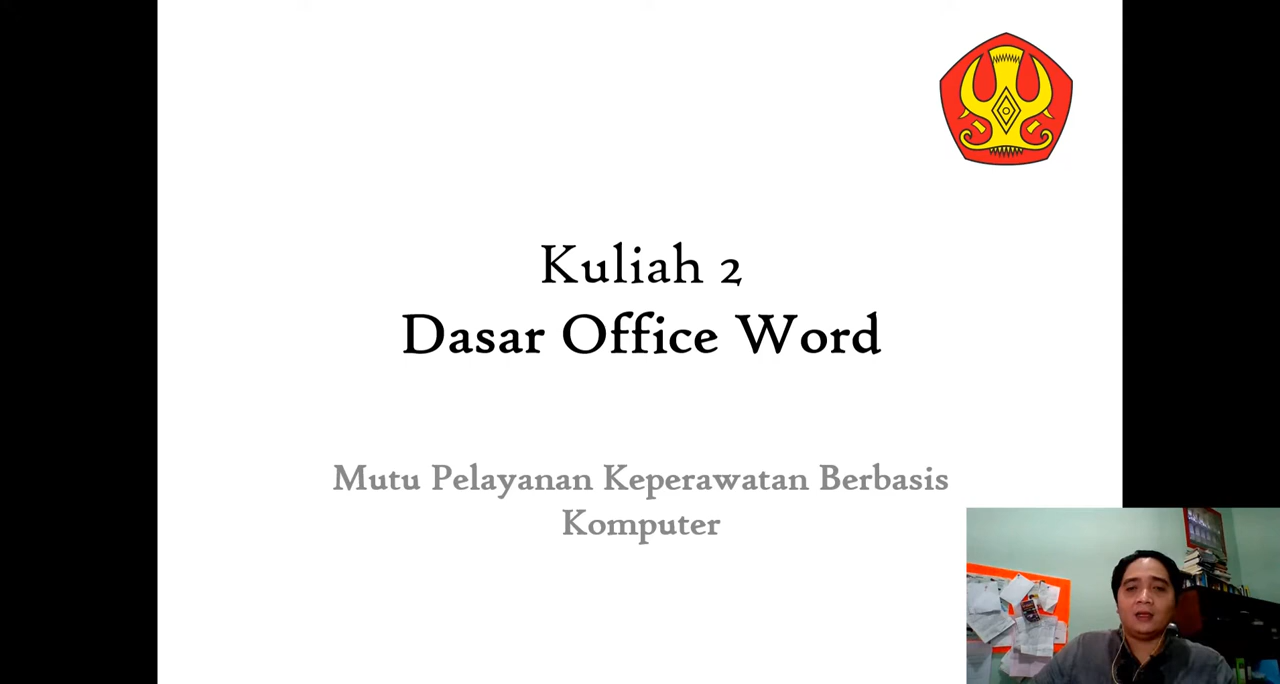 Kuliah 2
Dasar Office Word
Mutu Pelayanan Keperawatan Berbasis
Komputer